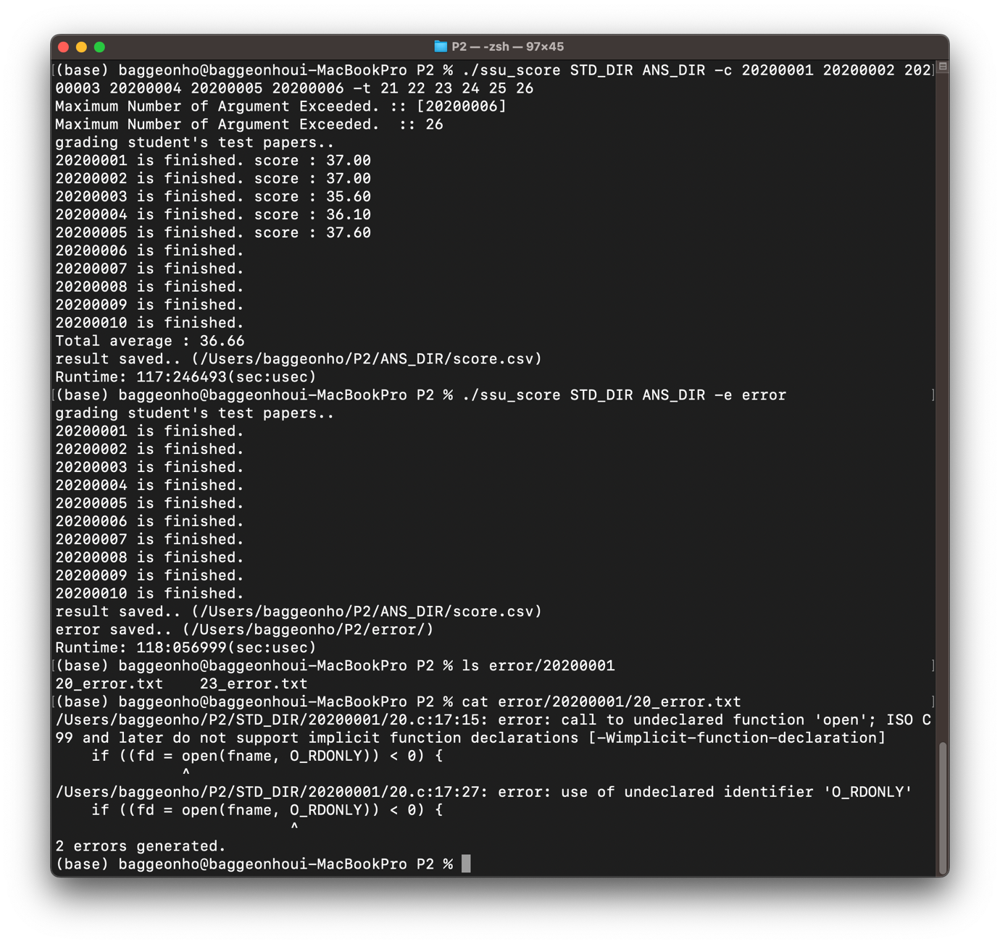 P2 — -zsh — 97×45
(base) baggeonho@baggeonhoui-MacBookPro P2 % ./ssu_score STD_DIR ANS_DIR -c 20200001 20200002 202
00003 20200004 20200005 20200006 -t 21 22 23 24 25 26
Maximum Number of Argument Exceeded. :: [20200006]
Maximum Number of Argument Exceeded.  :: 26
grading student's test papers..
20200001 is finished. score : 37.00
20200002 is finished. score : 37.00
20200003 is finished. score : 35.60
20200004 is finished. score : 36.10
20200005 is finished. score : 37.60
20200006 is finished.
20200007 is finished.
20200008 is finished.
20200009 is finished.
20200010 is finished.
Total average : 36.66
result saved.. (/Users/baggeonho/P2/ANS_DIR/score.csv)
Runtime: 117:246493(sec:usec)
(base) baggeonho@baggeonhoui-MacBookPro P2 % ./ssu_score STD_DIR ANS_DIR -e error
grading student's test papers..
20200001 is finished.
20200002 is finished.
20200003 is finished.
20200004 is finished.
20200005 is finished.
20200006 is finished.
20200007 is finished.
20200008 is finished.
20200009 is finished.
20200010 is finished.
result saved.. (/Users/baggeonho/P2/ANS_DIR/score.csv)
error saved.. (/Users/baggeonho/P2/error/)
Runtime: 118:056999(sec:usec)
(base) baggeonho@baggeonhoui-MacBookPro P2 % ls error/20200001
20_error.txt    23_error.txt
(base) baggeonho@baggeonhoui-MacBookPro P2 % cat error/20200001/20_error.txt
/Users/baggeonho/P2/STD_DIR/20200001/20.c:17:15: error: call to undeclared function 'open'; ISO C
99 and later do not support implicit function declarations [-Wimplicit-function-declaration]
    if ((fd = open(fname, O_RDONLY)) < 0) {
              ^
/Users/baggeonho/P2/STD_DIR/20200001/20.c:17:27: error: use of undeclared identifier 'O_RDONLY'
    if ((fd = open(fname, O_RDONLY)) < 0) {
                          ^
2 errors generated.
(base) baggeonho@baggeonhoui-MacBookPro P2 %